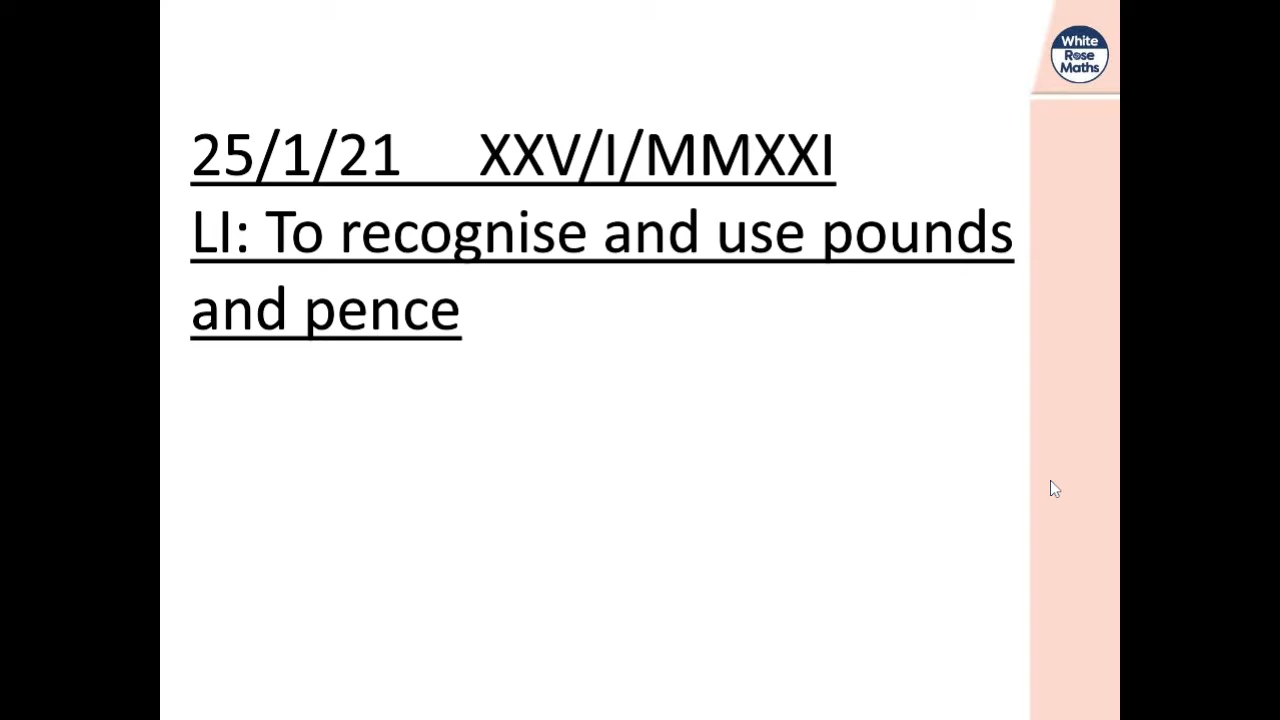 White
Rose
Maths
25/1/21 XXV/I/MMXXI
LI: To recognise and use pounds
and pence